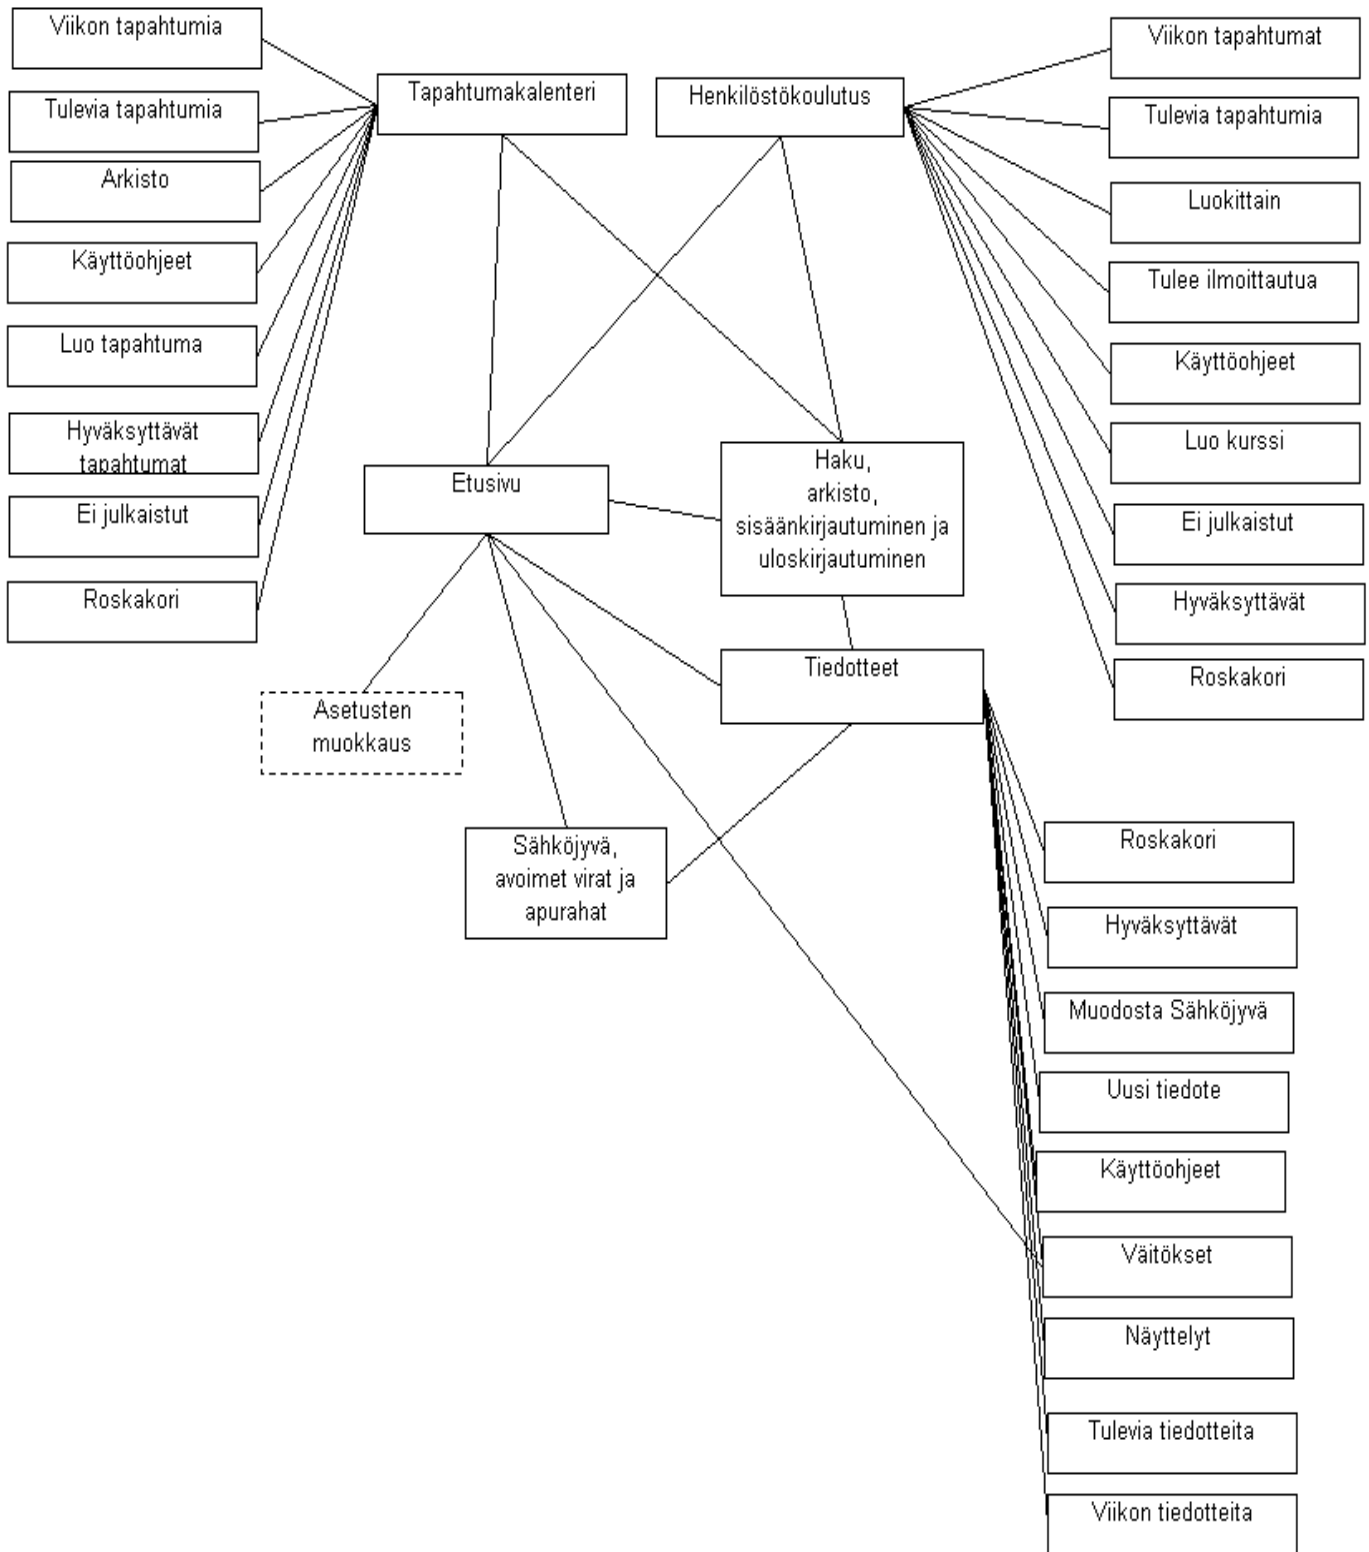 Viikon tapahtumia
Tulevia tapahtumia
Arkisto
Käyttöohjeet
Luo tapahtuma
Hyväksyttävät
tapahtumat
Ei julkaistut
Roskakori
Tapahtumakalenteri
Henkilöstökoulutus
Viikon tapahtumat
Tulevia tapahtumia
Luokittain
Tulee ilmoittautua
Käyttöohjeet
Luo kurssi
Ei julkaistut
Hyväksyttävät
Roskakori
Etusivu
Haku,
arkisto,
sisäänkirjautuminen ja
uloskirjautuminen
Tiedotteet
Asetusten
muokkaus
Sähköjyvä,
avoimet virat ja
apurahat
Roskakori
Hyväksyttävät
Muodosta Sähköjyvä
Uusi tiedote
Käyttöohjeet
Väitökset
Näyttelyt
Tulevia tiedotteita
Viikon tiedotteita